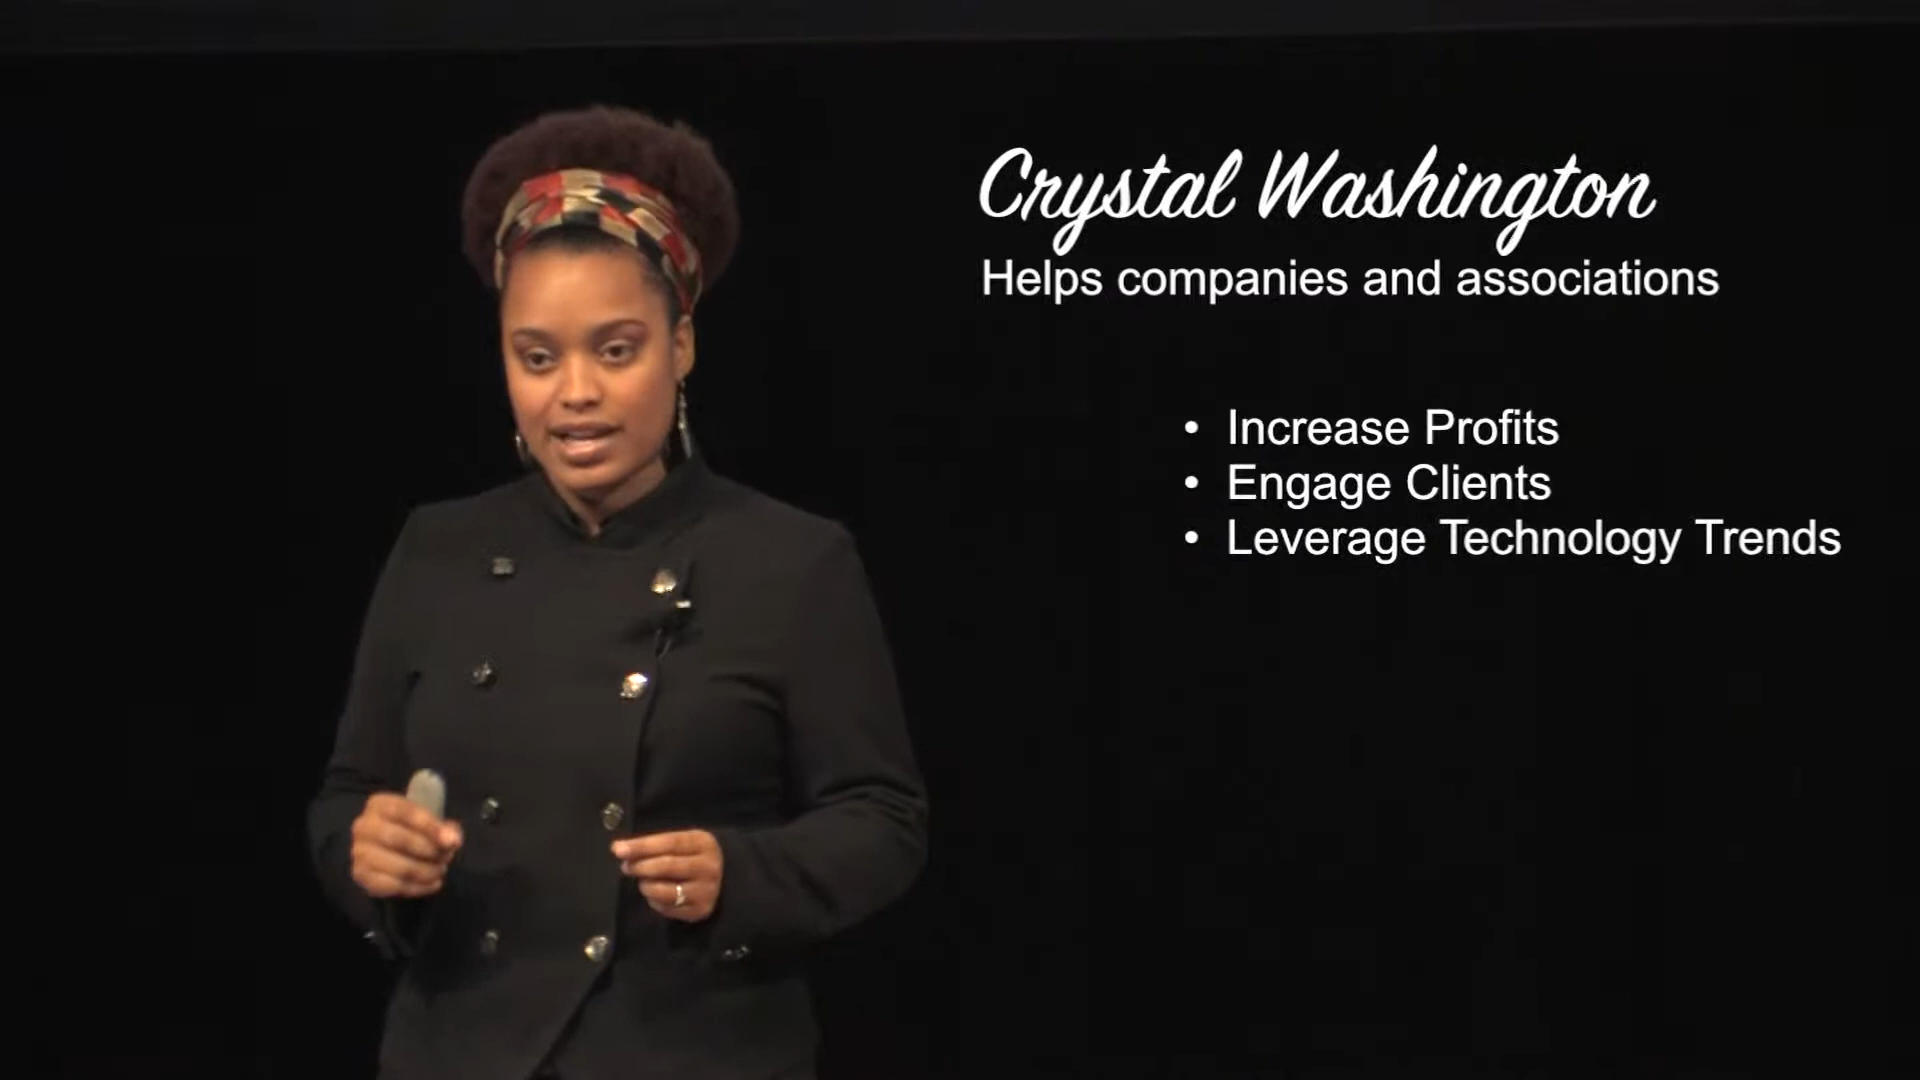 Crystal Washington
Helps companies and associations
• Increase Profits
• Engage Clients
• Leverage Technology Trends